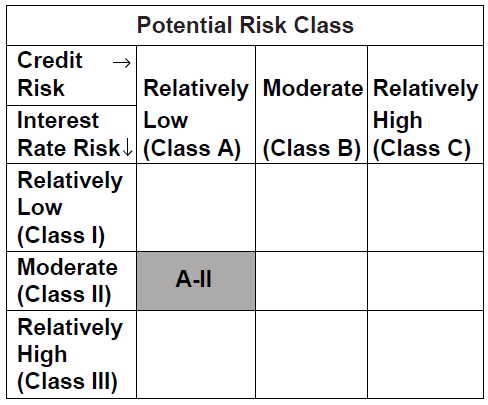 Potential Risk Class
Credit →
Risk
Interest
Rate Risk↓
Relatively
Low
(Class A)
Moderate
(Class B)
Relatively
High
(Class C)
Relatively
Low
(Class I)
Moderate
(Class II)
A-II
Relatively
High
(Class III)